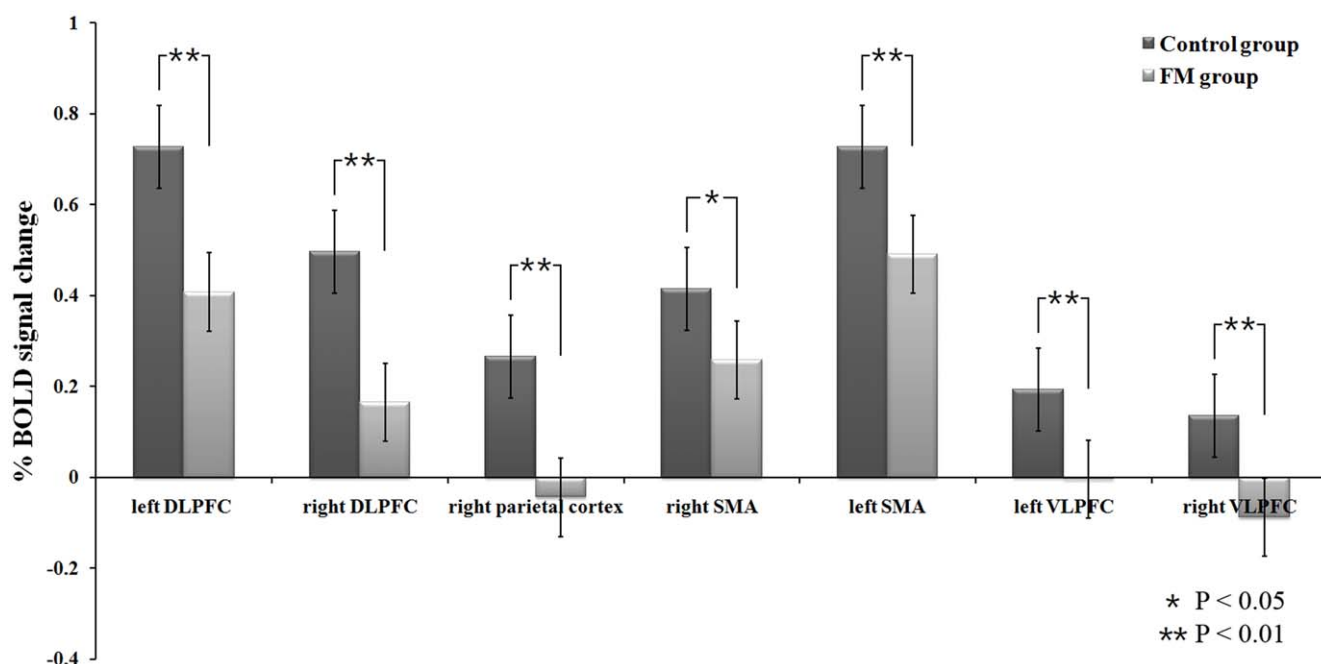 1
0.8
0.6
0.4
0.2
0
-0.2
-0.4
% BOLD signal change
**
**
**
*
**
**
**
Control group
FM group
left DLPFC
right DLPFC
right parietal cortex
right SMA
left SMA
left VLPFC
right VLPFC
* P < 0.05
** P < 0.01